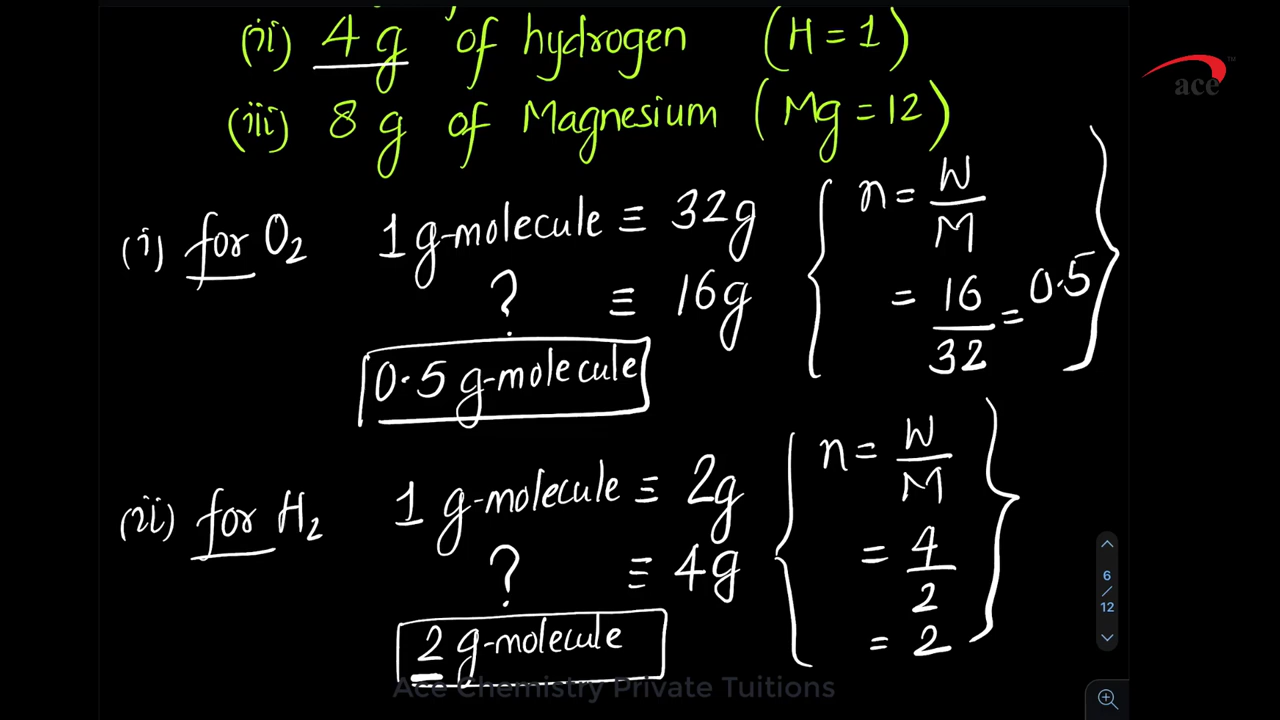 (ii) 4 g of hydrogen (H = 1)
(iii) 8 g of Magnesium (Mg = 12)
ace™
(i) for O₂ 1 g-molecule ≡ 32g
? ≡ 16g
0.5 g-molecule
n = W/M
= 16/32 = 0.5
(ii) for H₂ 1 g-molecule ≡ 2g
? ≡ 4g
2 g-molecule
n = W/M
= 4/2
= 2
6
/
12
Ace Chemistry Private Tuitions